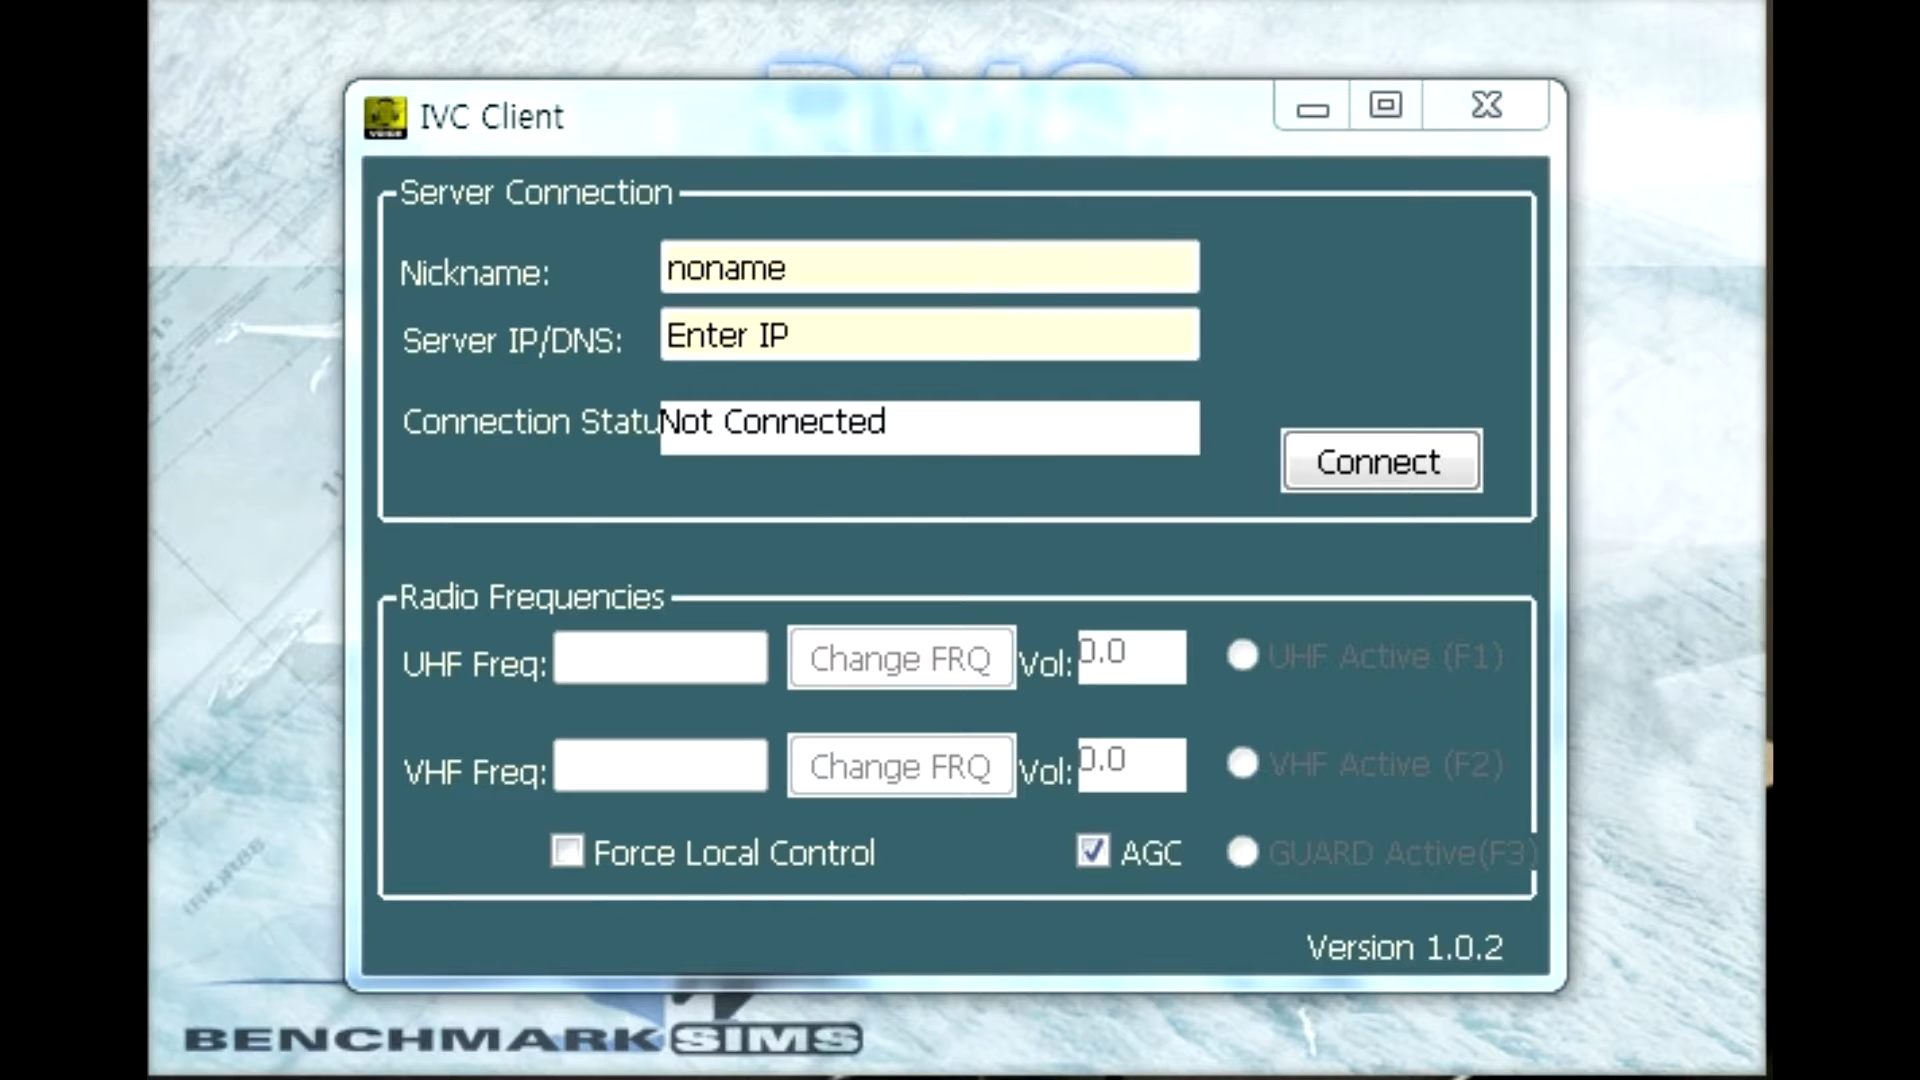 BMS
IVC Client
Server Connection
Nickname: noname
Server IP/DNS: Enter IP
Connection Statu Not Connected
Connect
Radio Frequencies
UHF Freq: Change FRQ Vol: 0.0 UHF Active (F1)
VHF Freq: Change FRQ Vol: 0.0 VHF Active (F2)
Force Local Control AGC GUARD Active(F3)
Version 1.0.2
BENCHMARKSIMS